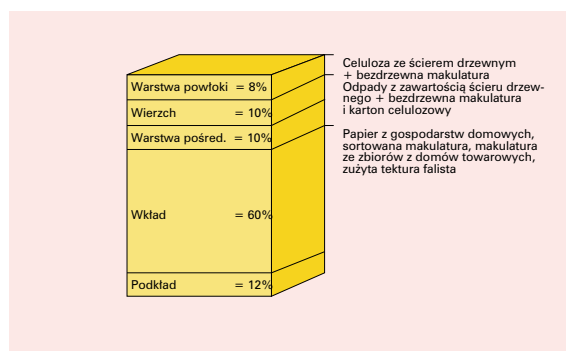 Warstwa powłoki = 8%
Wierzch = 10%
Warstwa pośred. = 10%
Wkład = 60%
Podkład = 12%
Celuloza ze ścierem drzewnym
+ bezdrzewna makulatura
Odpady z zawartością ścieru drzew-
nego + bezdrzewna makulatura
i karton celulozowy
Papier z gospodarstw domowych,
sortowana makulatura, makulatura
ze zbiorów z domów towarowych,
zużyta tektura falista